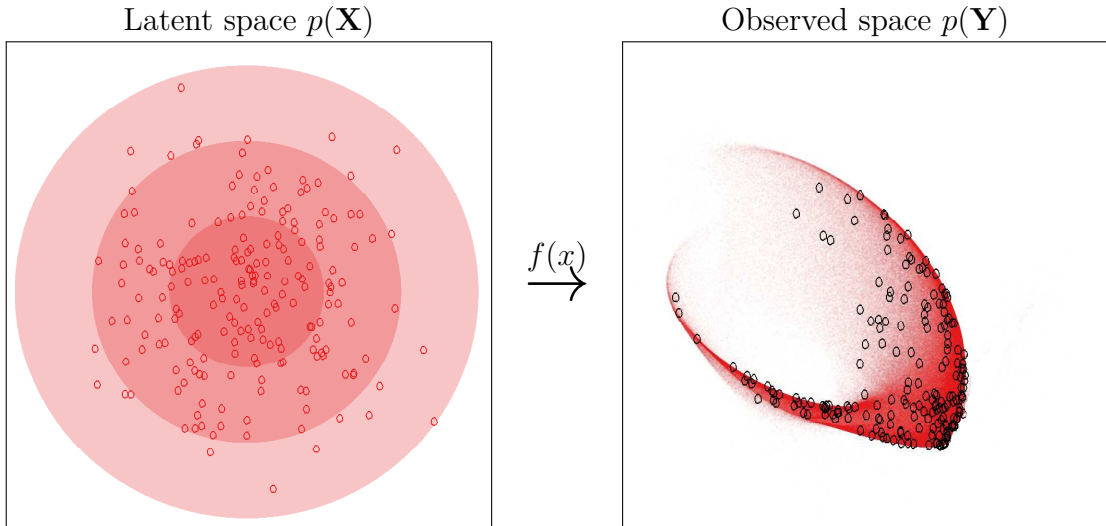 Latent space p(X)
Observed space p(Y)
f(x)